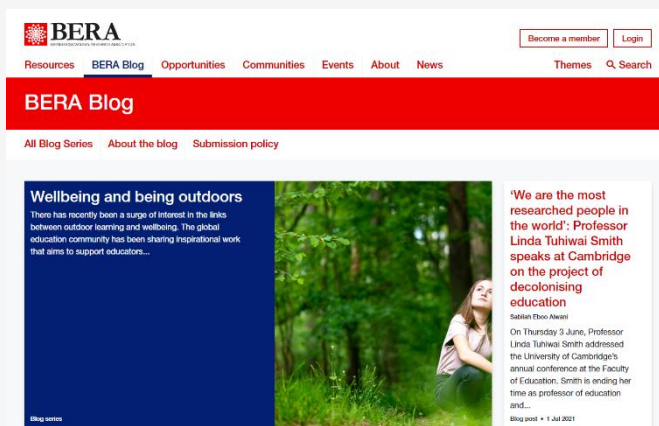 BERA
BRITISH EDUCATIONAL RESEARCH ASSOCIATION
Become a member
Login
Resources
BERA Blog
Opportunities
Communities
Events
About
News
Themes
Search
BERA Blog
All Blog Series
About the blog
Submission policy
Wellbeing and being outdoors
There has recently been a surge of interest in the links
between outdoor learning and wellbeing. The global
education community has been sharing inspirational work
that aims to support educators...
Blog series
‘We are the most
researched people in
the world’: Professor
Linda Tuhiwai Smith
speaks at Cambridge
on the project of
decolonising
education
Sabilah Eboo Alwani
On Thursday 3 June, Professor
Linda Tuhiwai Smith addressed
the University of Cambridge's
annual conference at the Faculty
of Education. Smith is ending her
time as professor of education
and...
Blog post • 1 Jul 2021